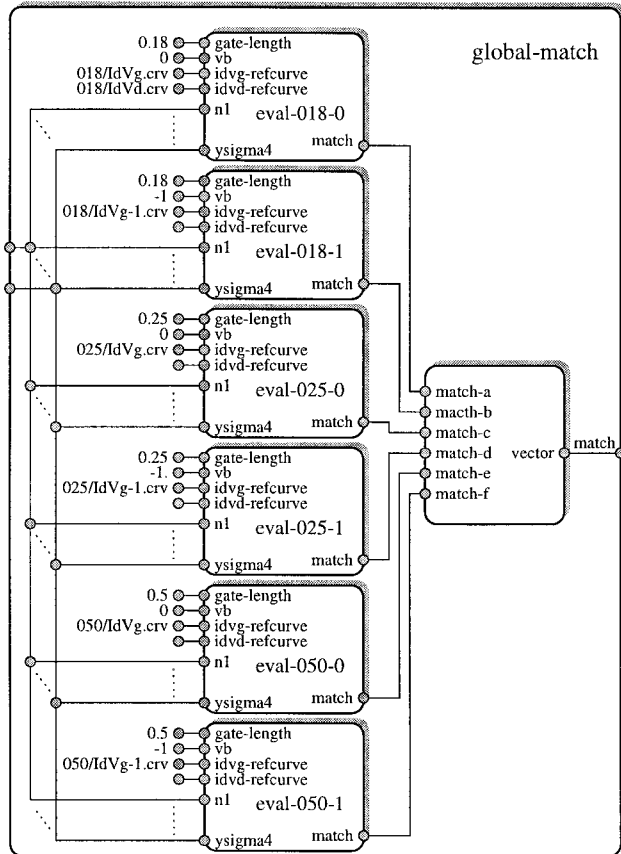 global-match
0.18 gate-length
0 vb
018/IdVg.crv idvg-refcurve
018/IdVd.crv idvd-refcurve
n1 eval-018-0
match
ysigma4
0.18 gate-length
-1 vb
018/IdVg-1.crv idvg-refcurve
idvd-refcurve
n1 eval-018-1
match
ysigma4
0.25 gate-length
0 vb
025/IdVg.crv idvg-refcurve
idvd-refcurve
n1 eval-025-0
match
ysigma4
0.25 gate-length
-1. vb
025/IdVg-1.crv idvg-refcurve
idvd-refcurve
n1 eval-025-1
match
ysigma4
0.5 gate-length
0 vb
050/IdVg.crv idvg-refcurve
idvd-refcurve
n1 eval-050-0
match
ysigma4
0.5 gate-length
-1 vb
050/IdVg-1.crv idvg-refcurve
idvd-refcurve
n1 eval-050-1
match
ysigma4
match-a
macth-b
match-c
match-d vector match
match-e
match-f